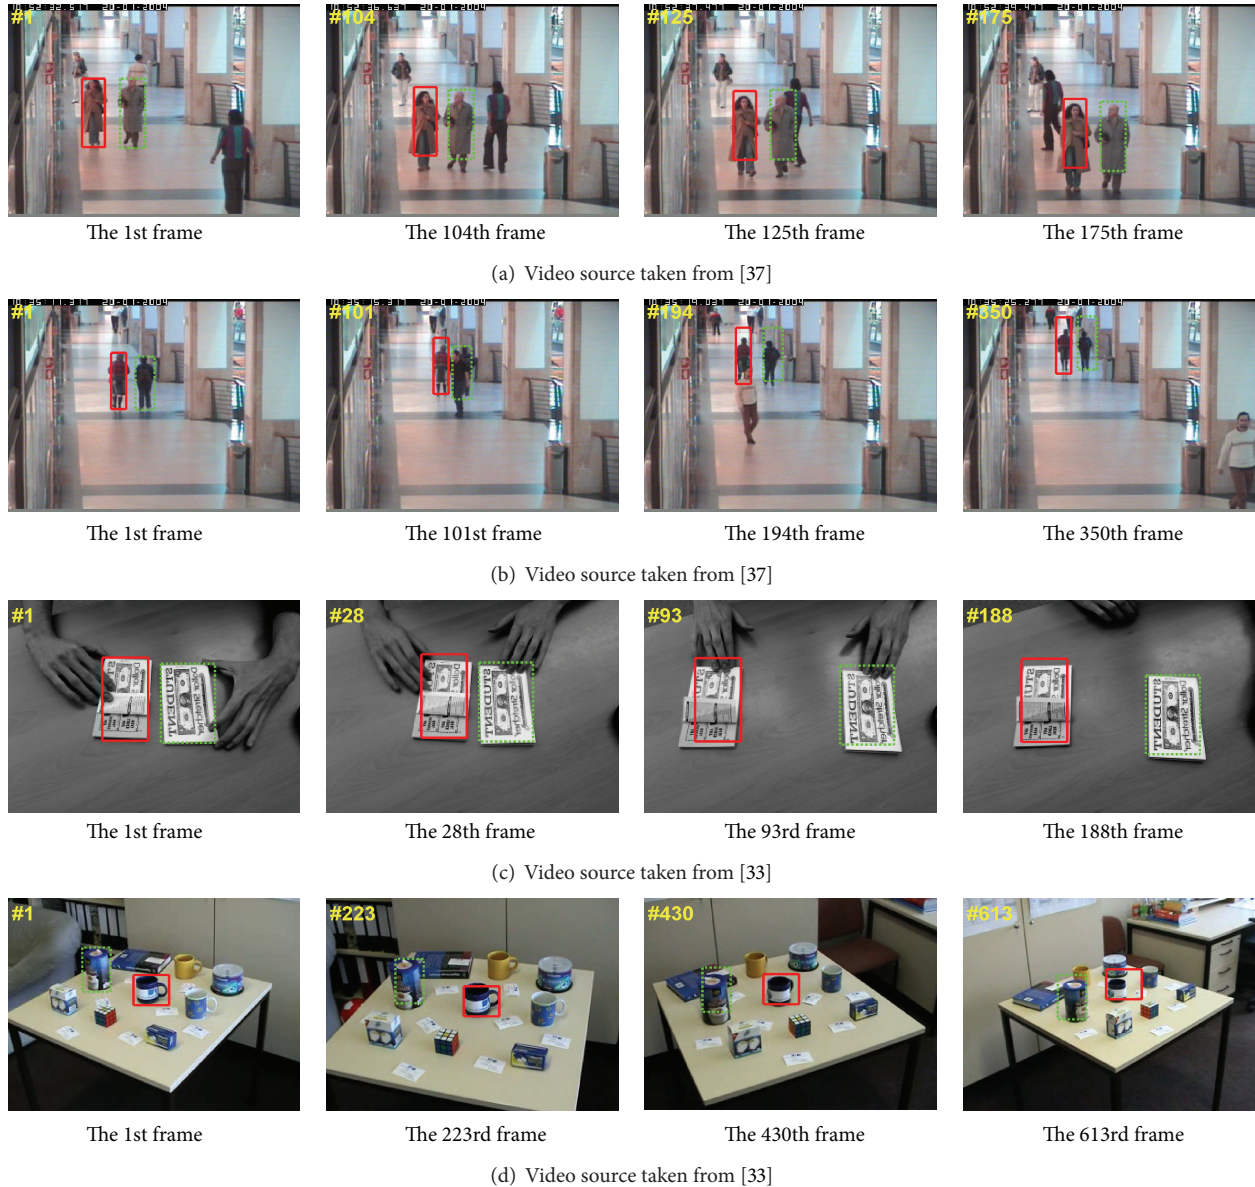 #1 #104 #125 #175
The 1st frame The 104th frame The 125th frame The 175th frame
(a) Video source taken from [37]
#1 #101 #194 #350
The 1st frame The 101st frame The 194th frame The 350th frame
(b) Video source taken from [37]
#1 #28 #93 #188
The 1st frame The 28th frame The 93rd frame The 188th frame
(c) Video source taken from [33]
#1 #223 #430 #613
The 1st frame The 223rd frame The 430th frame The 613rd frame
(d) Video source taken from [33]